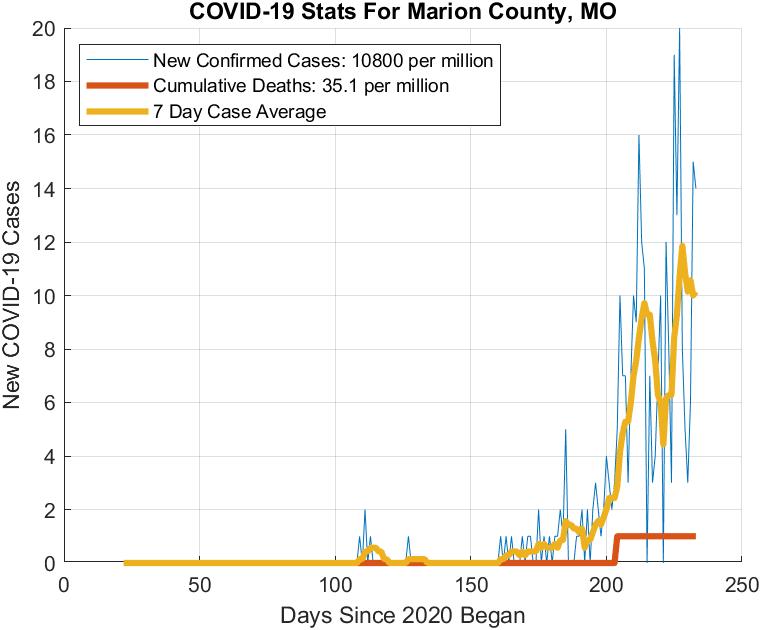 COVID-19 Stats For Marion County, MO
New Confirmed Cases: 10800 per million
Cumulative Deaths: 35.1 per million
7 Day Case Average
New COVID-19 Cases
20
18
16
14
12
10
8
6
4
2
0
0 50 100 150 200 250
Days Since 2020 Began